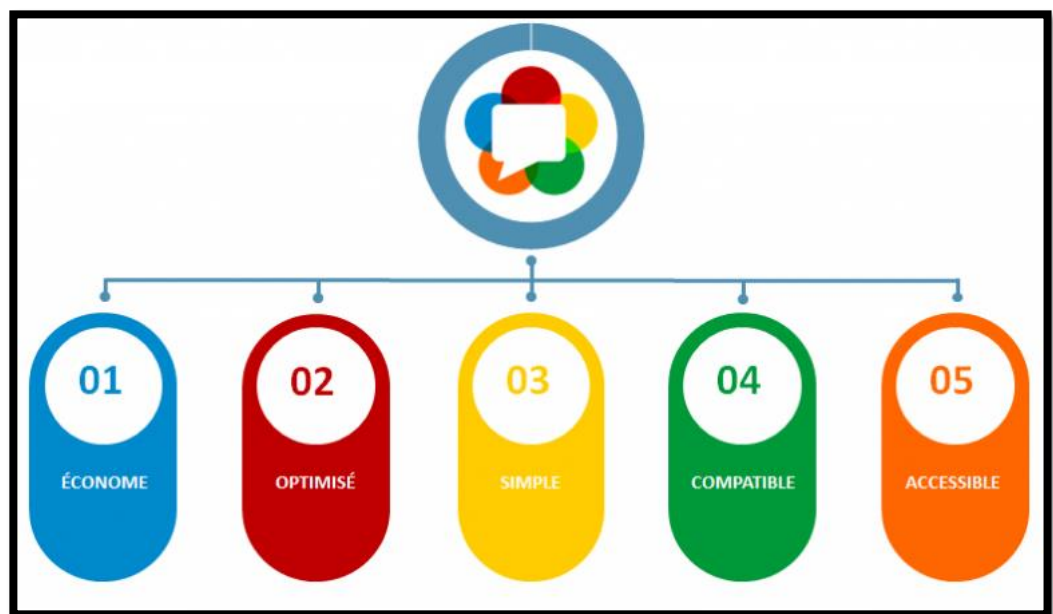 01
02
03
04
05
ÉCONOME
OPTIMISÉ
SIMPLE
COMPATIBLE
ACCESSIBLE